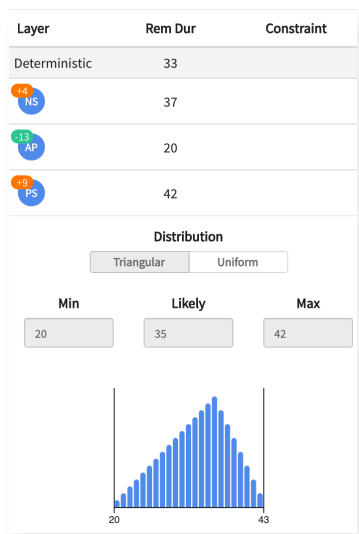 Layer Rem Dur Constraint
Deterministic 33
+4
NS 37
-13
AP 20
+9
PS 42
Distribution
Triangular Uniform
Min Likely Max
20 35 42
20 43